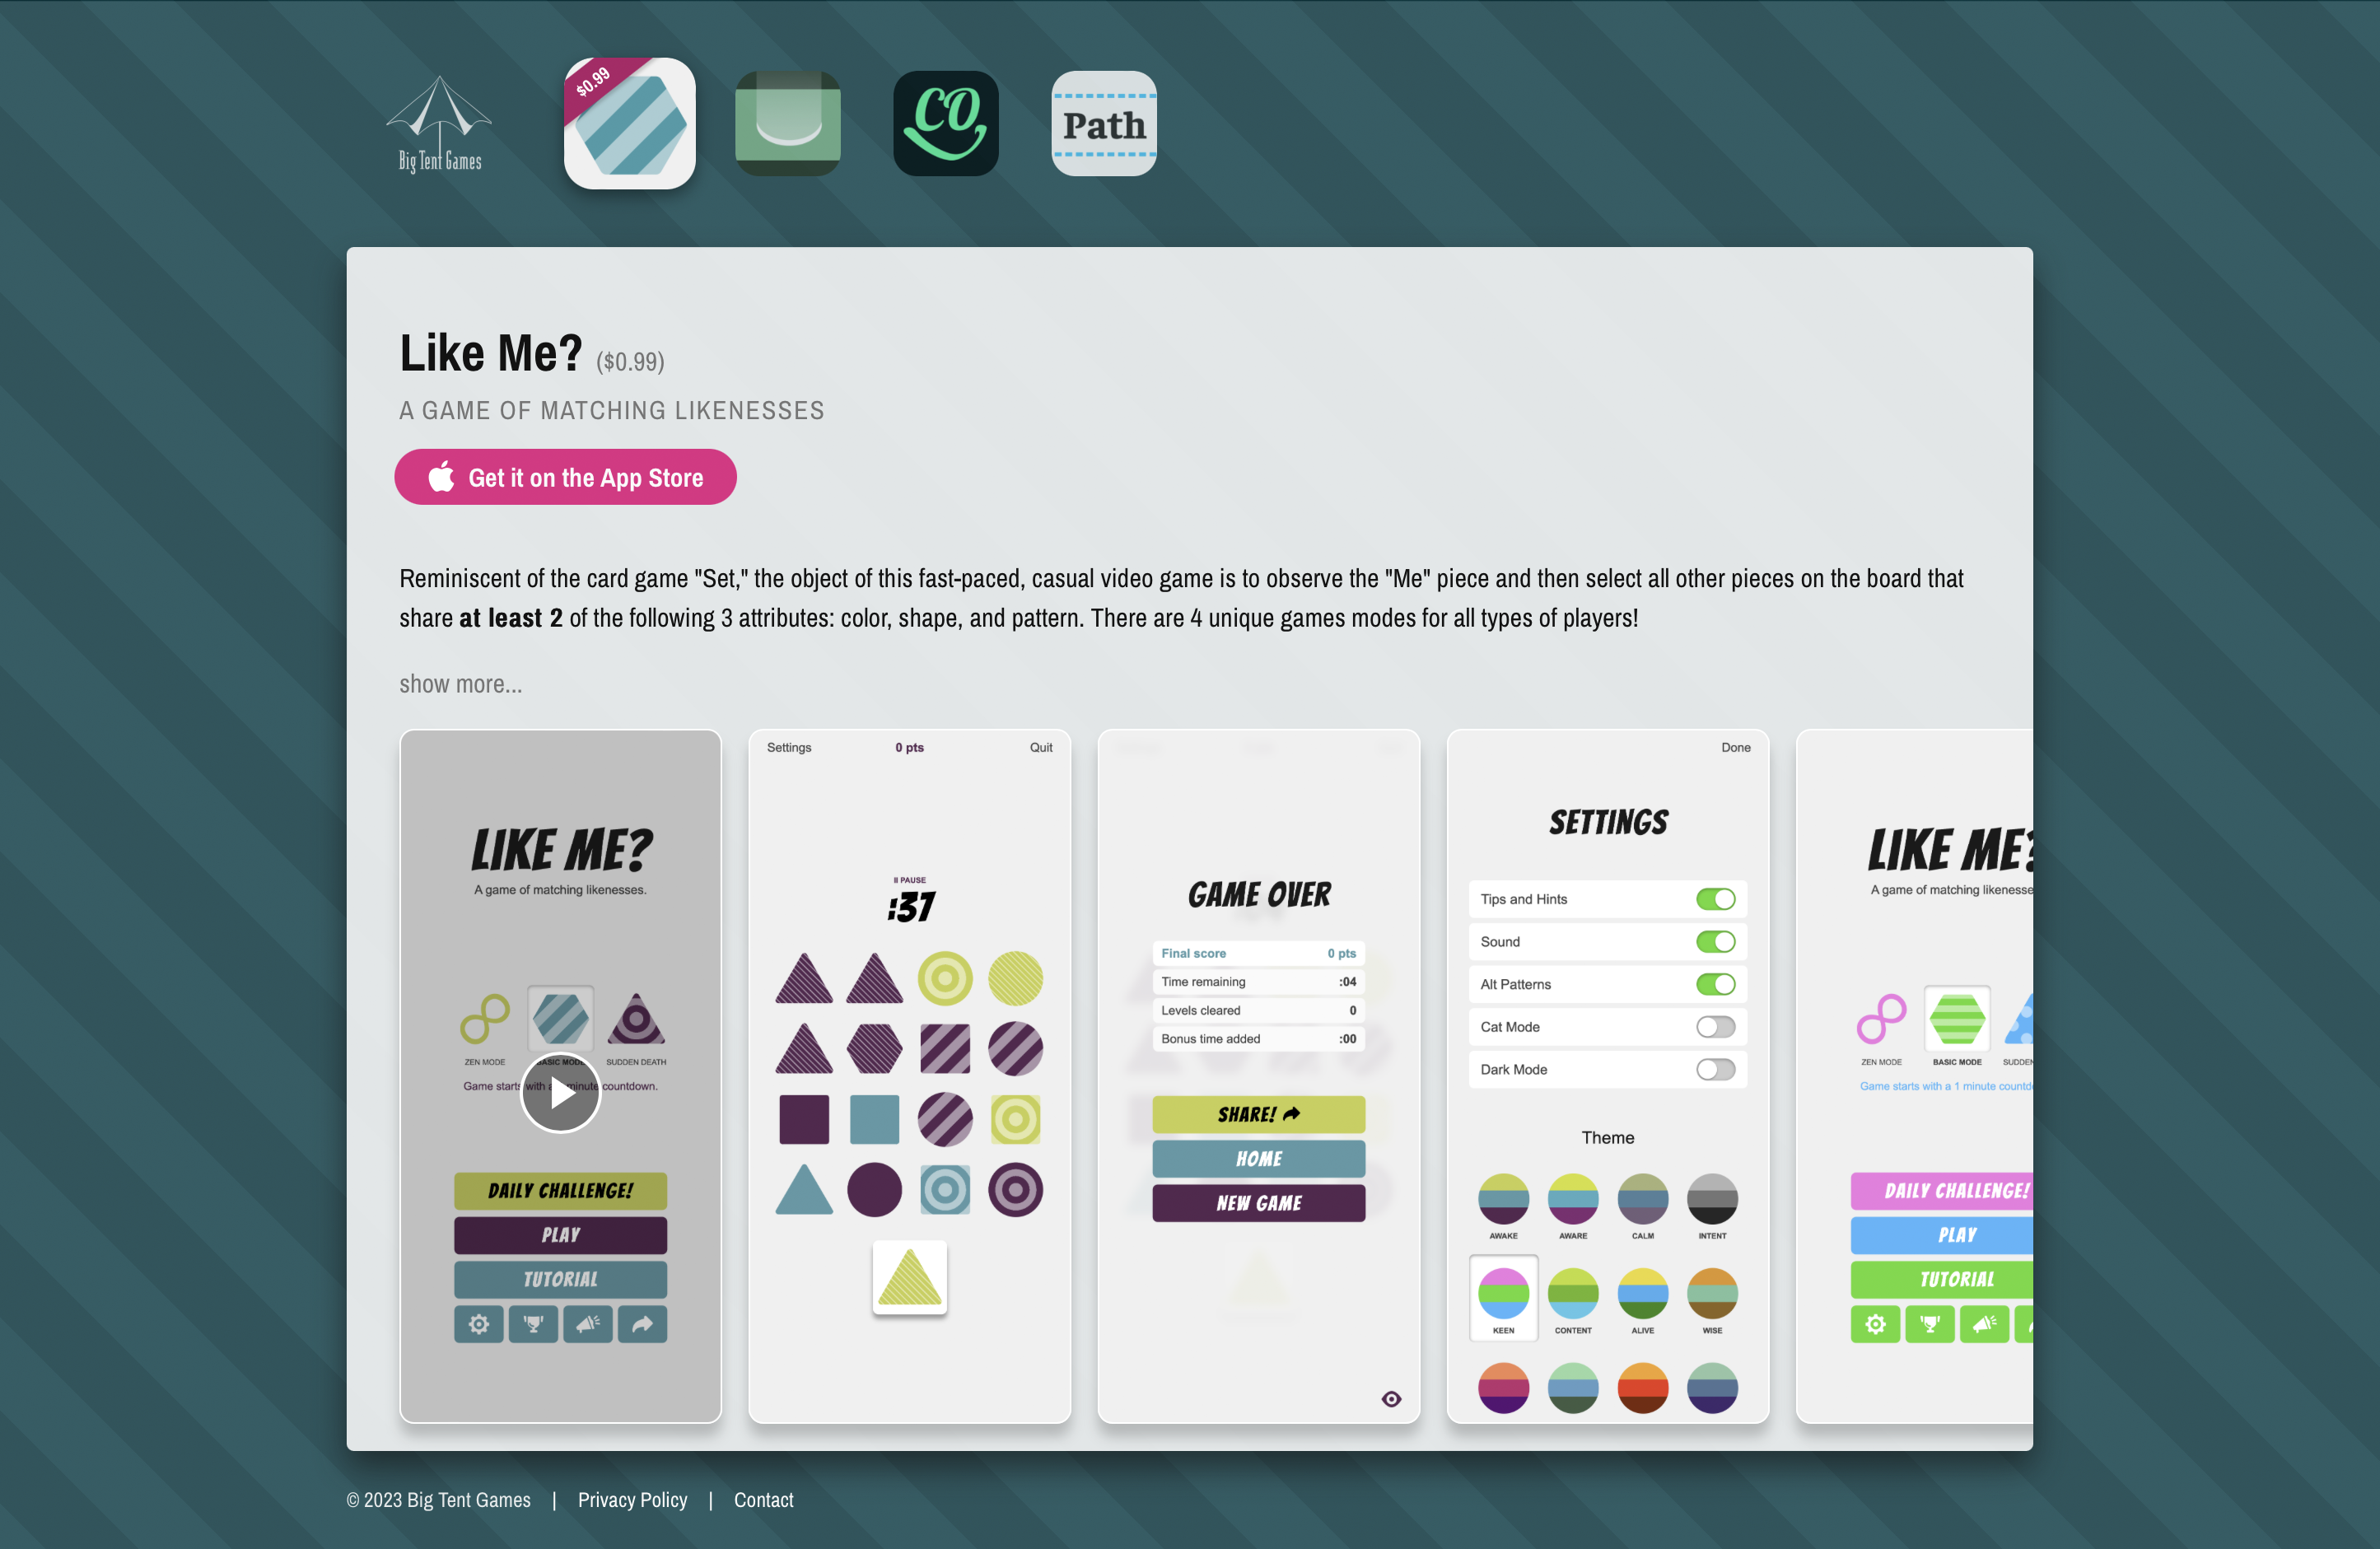 Big Tent Games
$0.99
CO
Path
Like Me? ($0.99)
A GAME OF MATCHING LIKENESSES
Get it on the App Store
Reminiscent of the card game "Set," the object of this fast-paced, casual video game is to observe the "Me" piece and then select all other pieces on the board that
share at least 2 of the following 3 attributes: color, shape, and pattern. There are 4 unique games modes for all types of players!
show more...
LIKE ME?
A game of matching likenesses.
ZEN MODE
BASIC MODE
SUDDEN DEATH
Game starts with a 1 minute countdown.
DAILY CHALLENGE!
PLAY
TUTORIAL
Settings 0 pts Quit
II PAUSE
:37
GAME OVER
Final score 0 pts
Time remaining :04
Levels cleared 0
Bonus time added :00
SHARE!
HOME
NEW GAME
Done
SETTINGS
Tips and Hints
Sound
Alt Patterns
Cat Mode
Dark Mode
Theme
AWAKE AWARE CALM INTENT
KEEN CONTENT ALIVE WISE
LIKE ME?
A game of matching likenesse
ZEN MODE
BASIC MODE
SUDDEN
Game starts with a 1 minute countd
DAILY CHALLENGE!
PLAY
TUTORIAL
© 2023 Big Tent Games | Privacy Policy | Contact